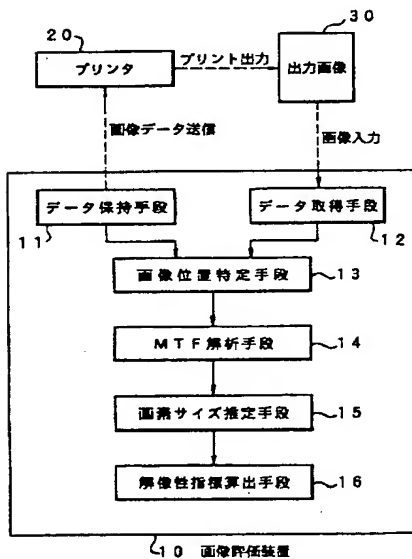 20
30
プリンタ
プリント出力
出力画像
画像データ送信
画像入力
データ保持手段
データ取得手段
11
12
画像位置特定手段
13
MTF解析手段
14
画素サイズ推定手段
15
解像性指標算出手段
16
10 画像評価装置